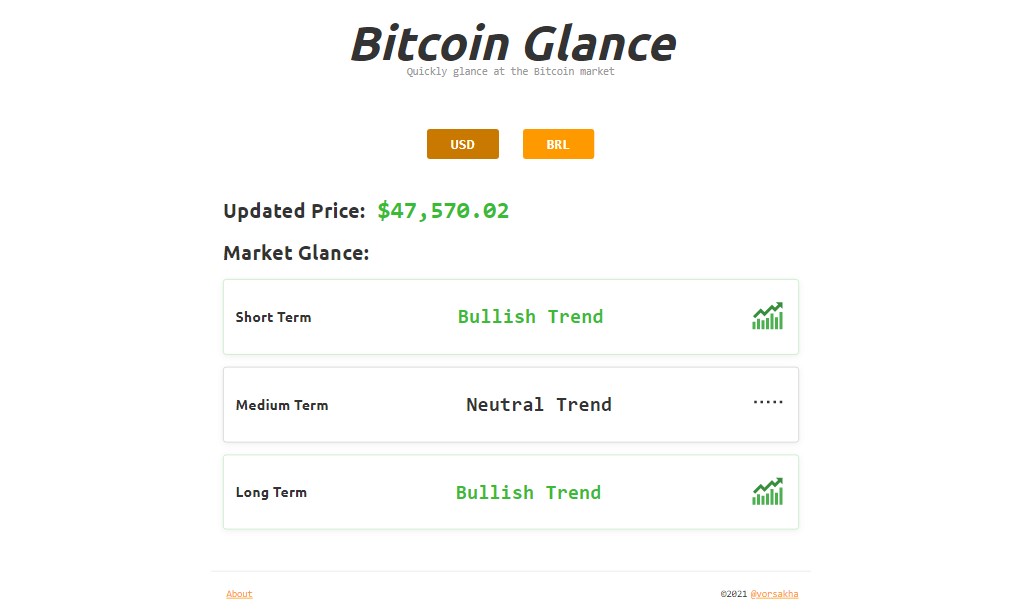 Bitcoin Glance
Quickly glance at the Bitcoin market
USD BRL
Updated Price: $47,570.02
Market Glance:
Short Term Bullish Trend
Medium Term Neutral Trend
Long Term Bullish Trend
About ©2021 @vorsakha